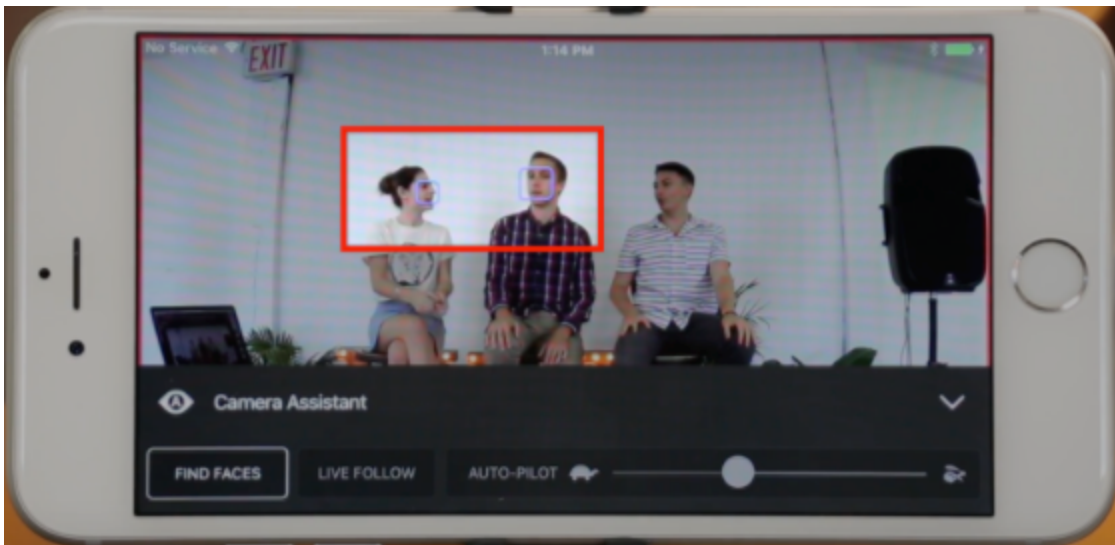 No Service 1:14 PM
EXIT
Camera Assistant
FIND FACES LIVE FOLLOW AUTO-PILOT